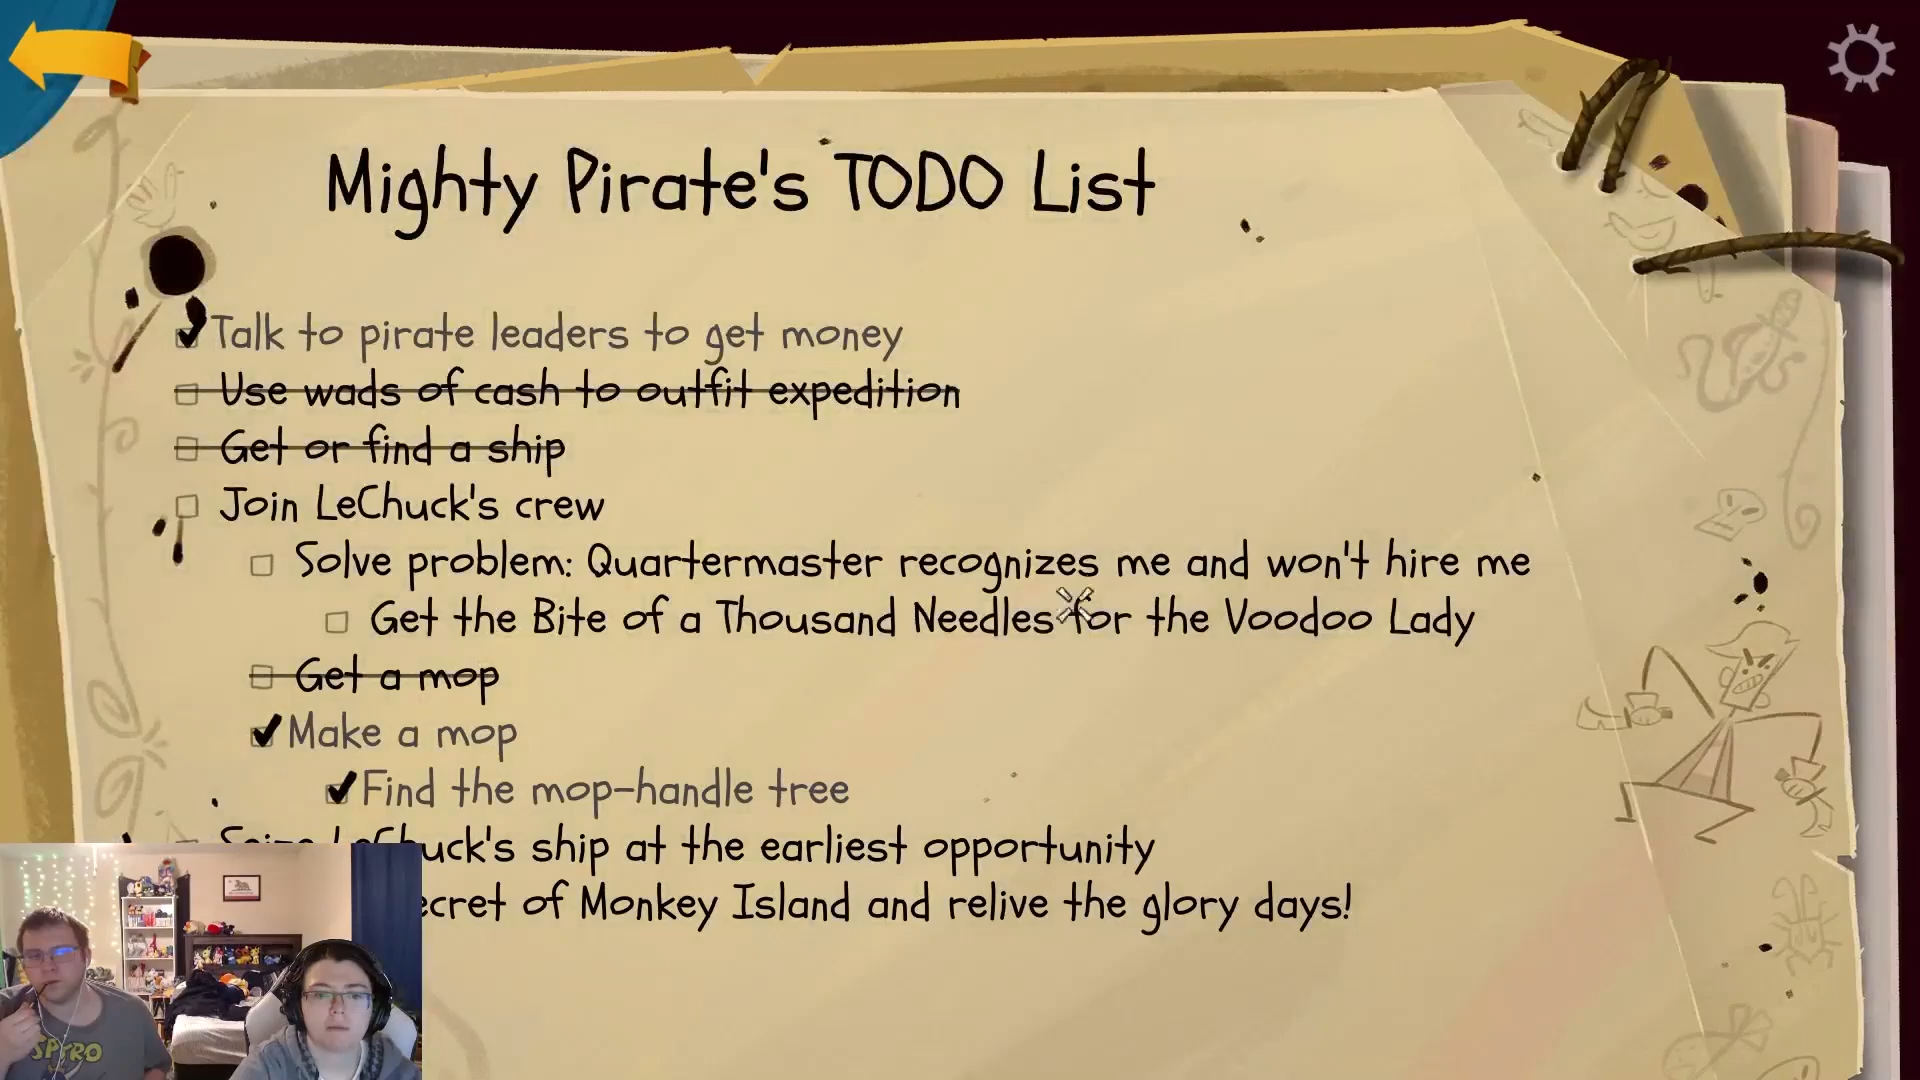 Mighty Pirate's TODO List
Talk to pirate leaders to get money
Use wads of cash to outfit expedition
Get or find a ship
Join LeChuck's crew
Solve problem: Quartermaster recognizes me and won't hire me
Get the Bite of a Thousand Needles for the Voodoo Lady
Get a mop
Make a mop
Find the mop-handle tree
Seize LeChuck's ship at the earliest opportunity
of Monkey Island and relive the glory days!
SPYRO